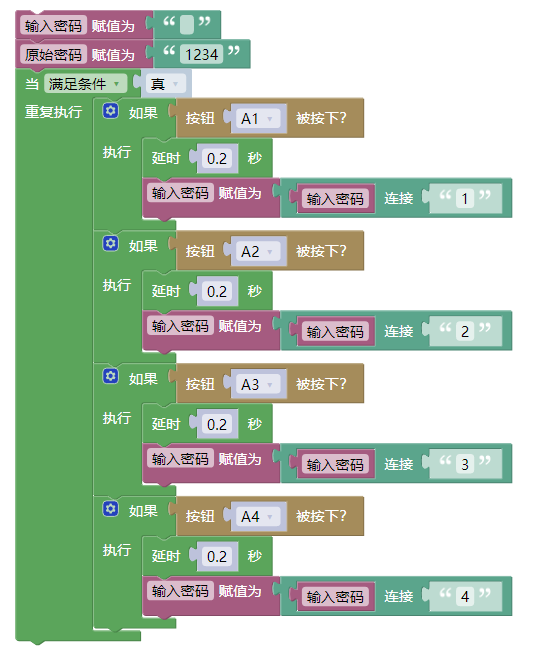 输入密码 赋值为 “ ”
原始密码 赋值为 “ 1234 ”
当 满足条件 真
重复执行 如果 按钮 A1 被按下?
执行 延时 0.2 秒
输入密码 赋值为 输入密码 连接 “ 1 ”
如果 按钮 A2 被按下?
执行 延时 0.2 秒
输入密码 赋值为 输入密码 连接 “ 2 ”
如果 按钮 A3 被按下?
执行 延时 0.2 秒
输入密码 赋值为 输入密码 连接 “ 3 ”
如果 按钮 A4 被按下?
执行 延时 0.2 秒
输入密码 赋值为 输入密码 连接 “ 4 ”